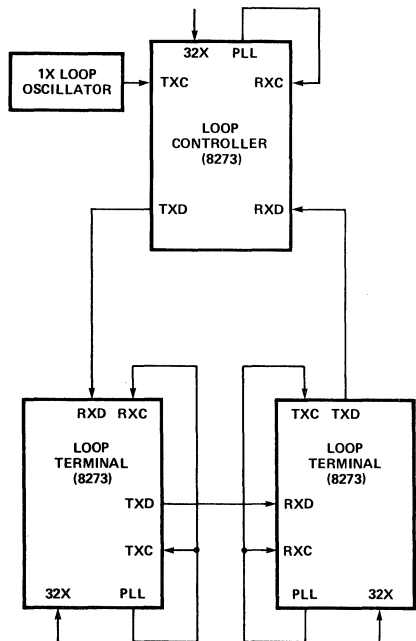 32X PLL
1X LOOP
OSCILLATOR
TXC RXC
LOOP
CONTROLLER
(8273)
TXD RXD
RXD RXC
LOOP
TERMINAL
(8273)
TXD
TXC
32X PLL
TXC TXD
LOOP
TERMINAL
(8273)
RXD
RXC
PLL 32X